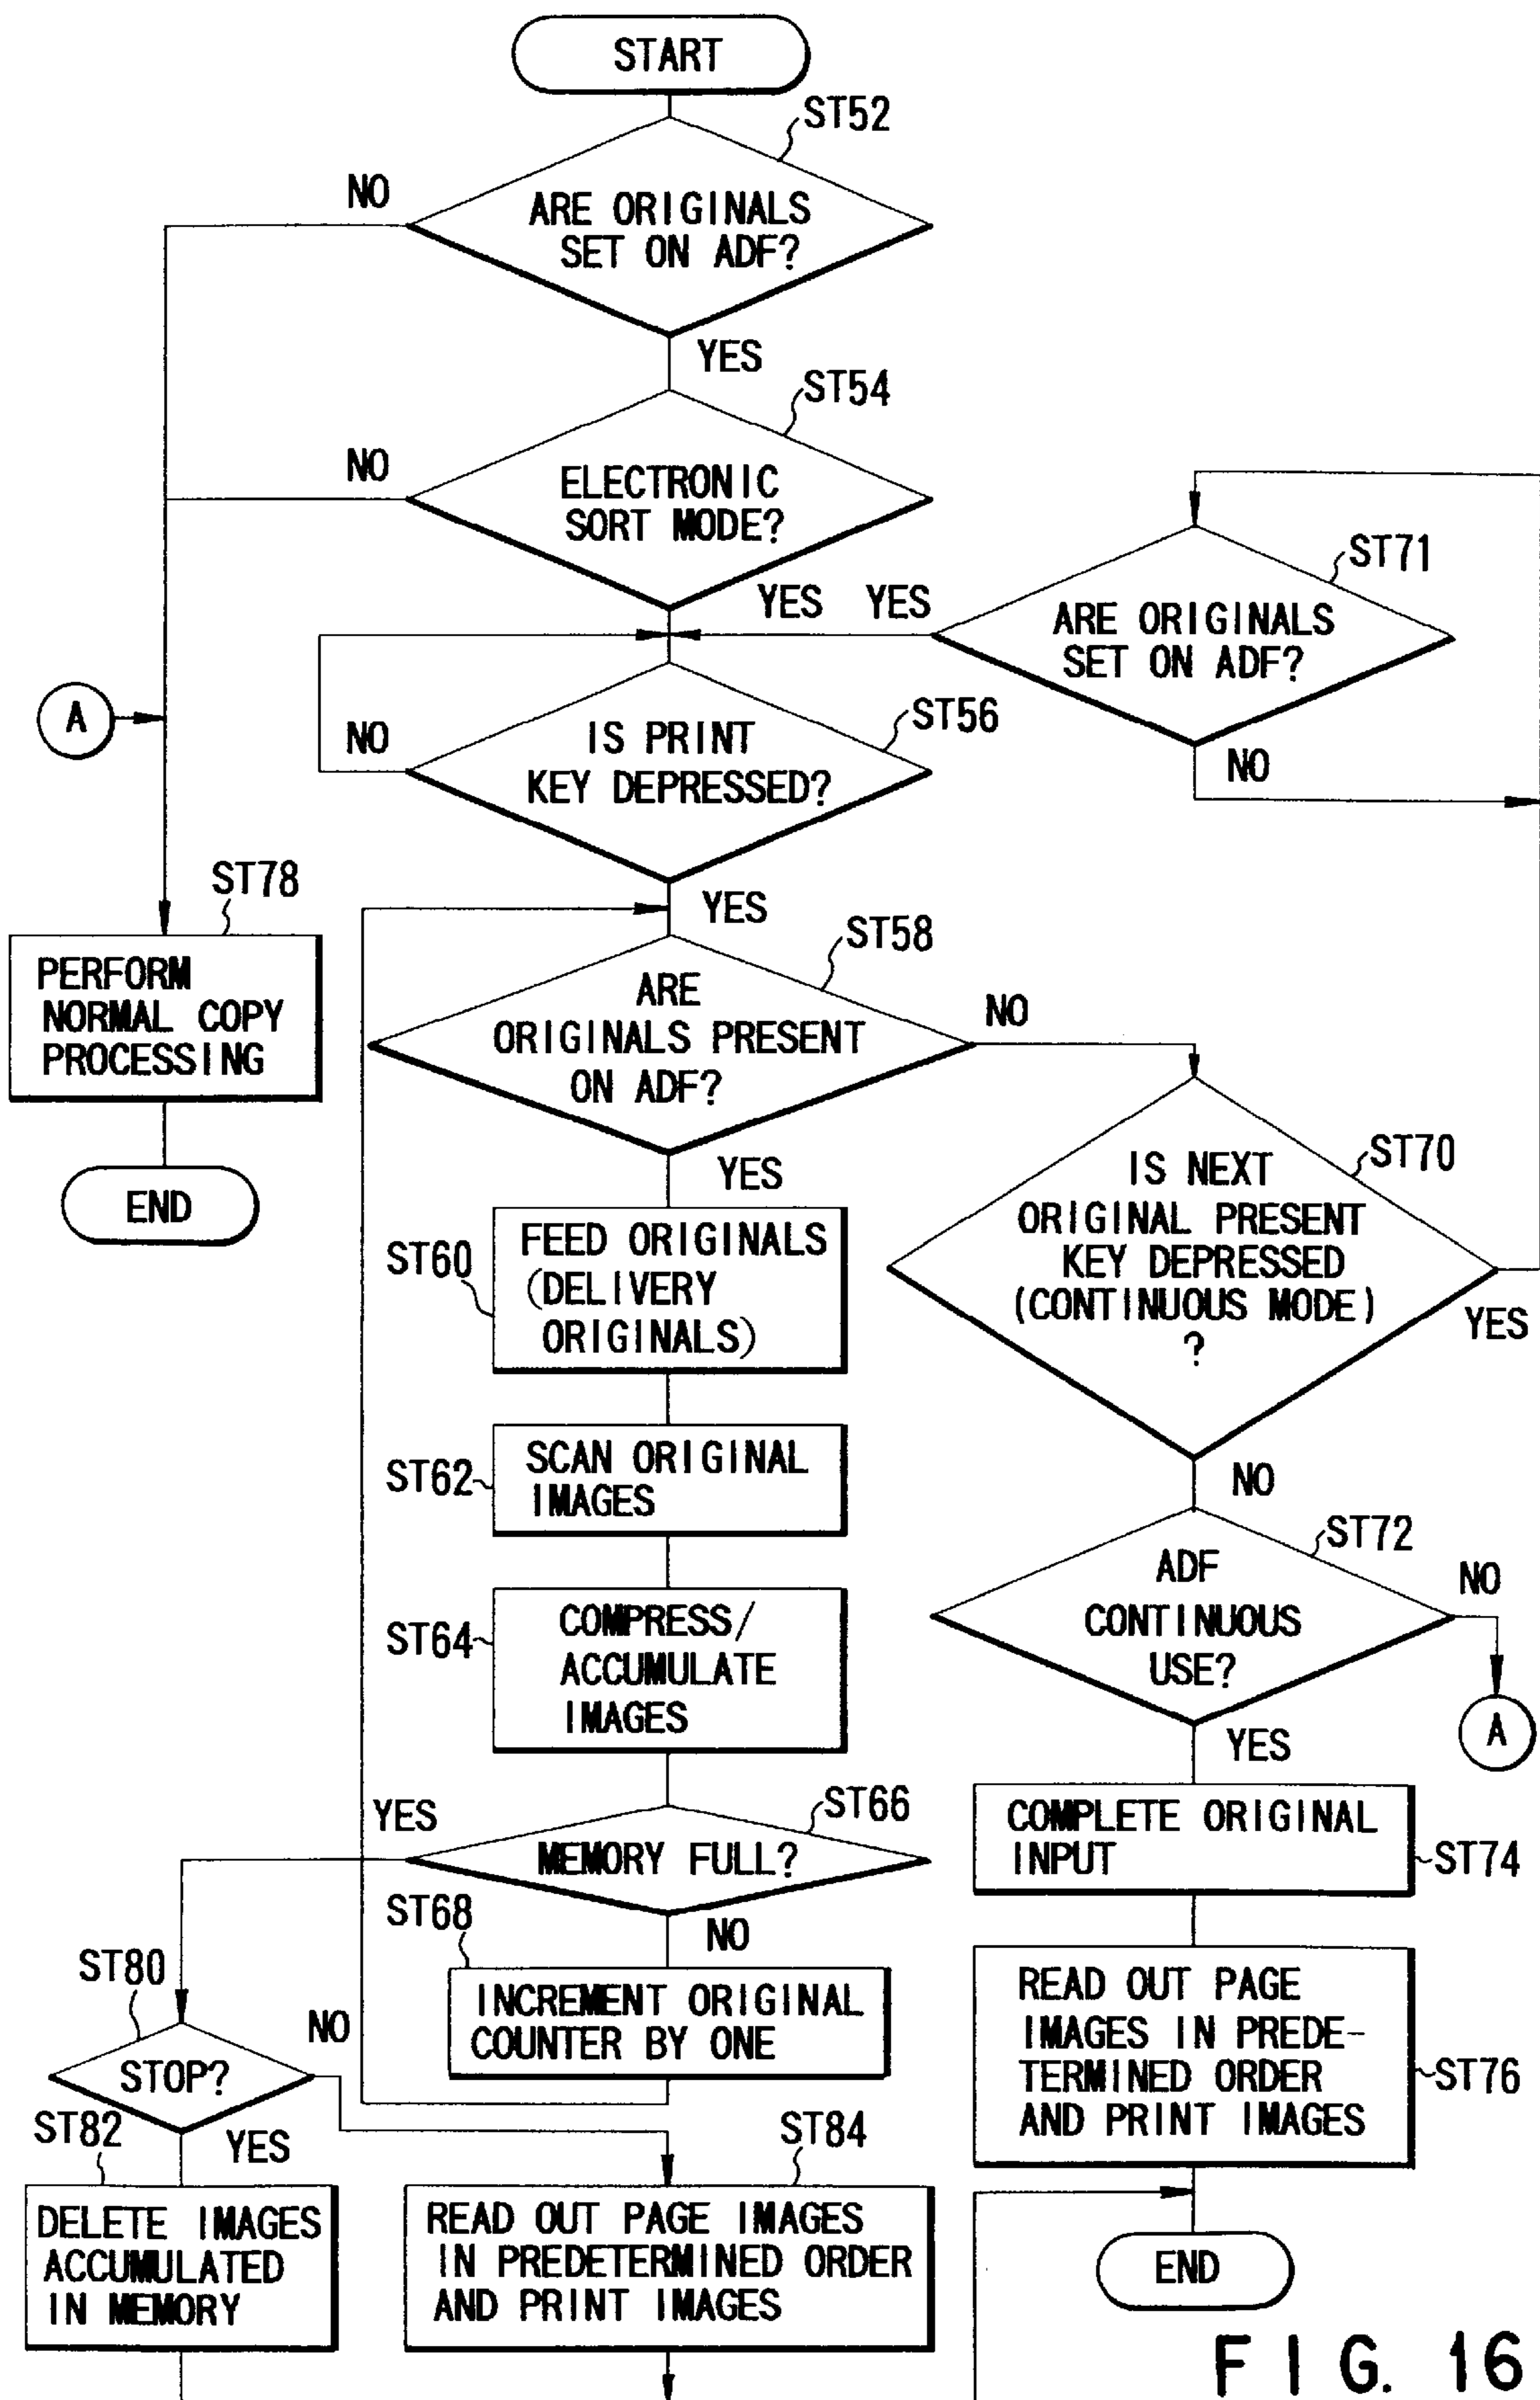 START
ST52
NO
ARE ORIGINALS
SET ON ADF?
YES
ST54
NO
ELECTRONIC
SORT MODE?
YES
YES
ST71
ARE ORIGINALS
SET ON ADF?
NO
A
NO
ST56
IS PRINT
KEY DEPRESSED?
YES
ST78
PERFORM
NORMAL COPY
PROCESSING
END
ST58
ARE
ORIGINALS PRESENT
ON ADF?
NO
YES
ST70
IS NEXT
ORIGINAL PRESENT
KEY DEPRESSED
(CONTINUOUS MODE)
?
YES
NO
ST60
FEED ORIGINALS
(DELIVERY
ORIGINALS)
ST62
SCAN ORIGINAL
IMAGES
ST64
COMPRESS/
ACCUMULATE
IMAGES
ST72
ADF
CONTINUOUS
USE?
NO
A
YES
YES
ST66
MEMORY FULL?
NO
COMPLETE ORIGINAL
INPUT
ST74
ST68
INCREMENT ORIGINAL
COUNTER BY ONE
ST80
STOP?
NO
YES
READ OUT PAGE
IMAGES IN PREDE-
TERMINED ORDER
AND PRINT IMAGES
ST76
ST82
DELETE IMAGES
ACCUMULATED
IN MEMORY
ST84
READ OUT PAGE IMAGES
IN PREDETERMINED ORDER
AND PRINT IMAGES
END
FIG. 16